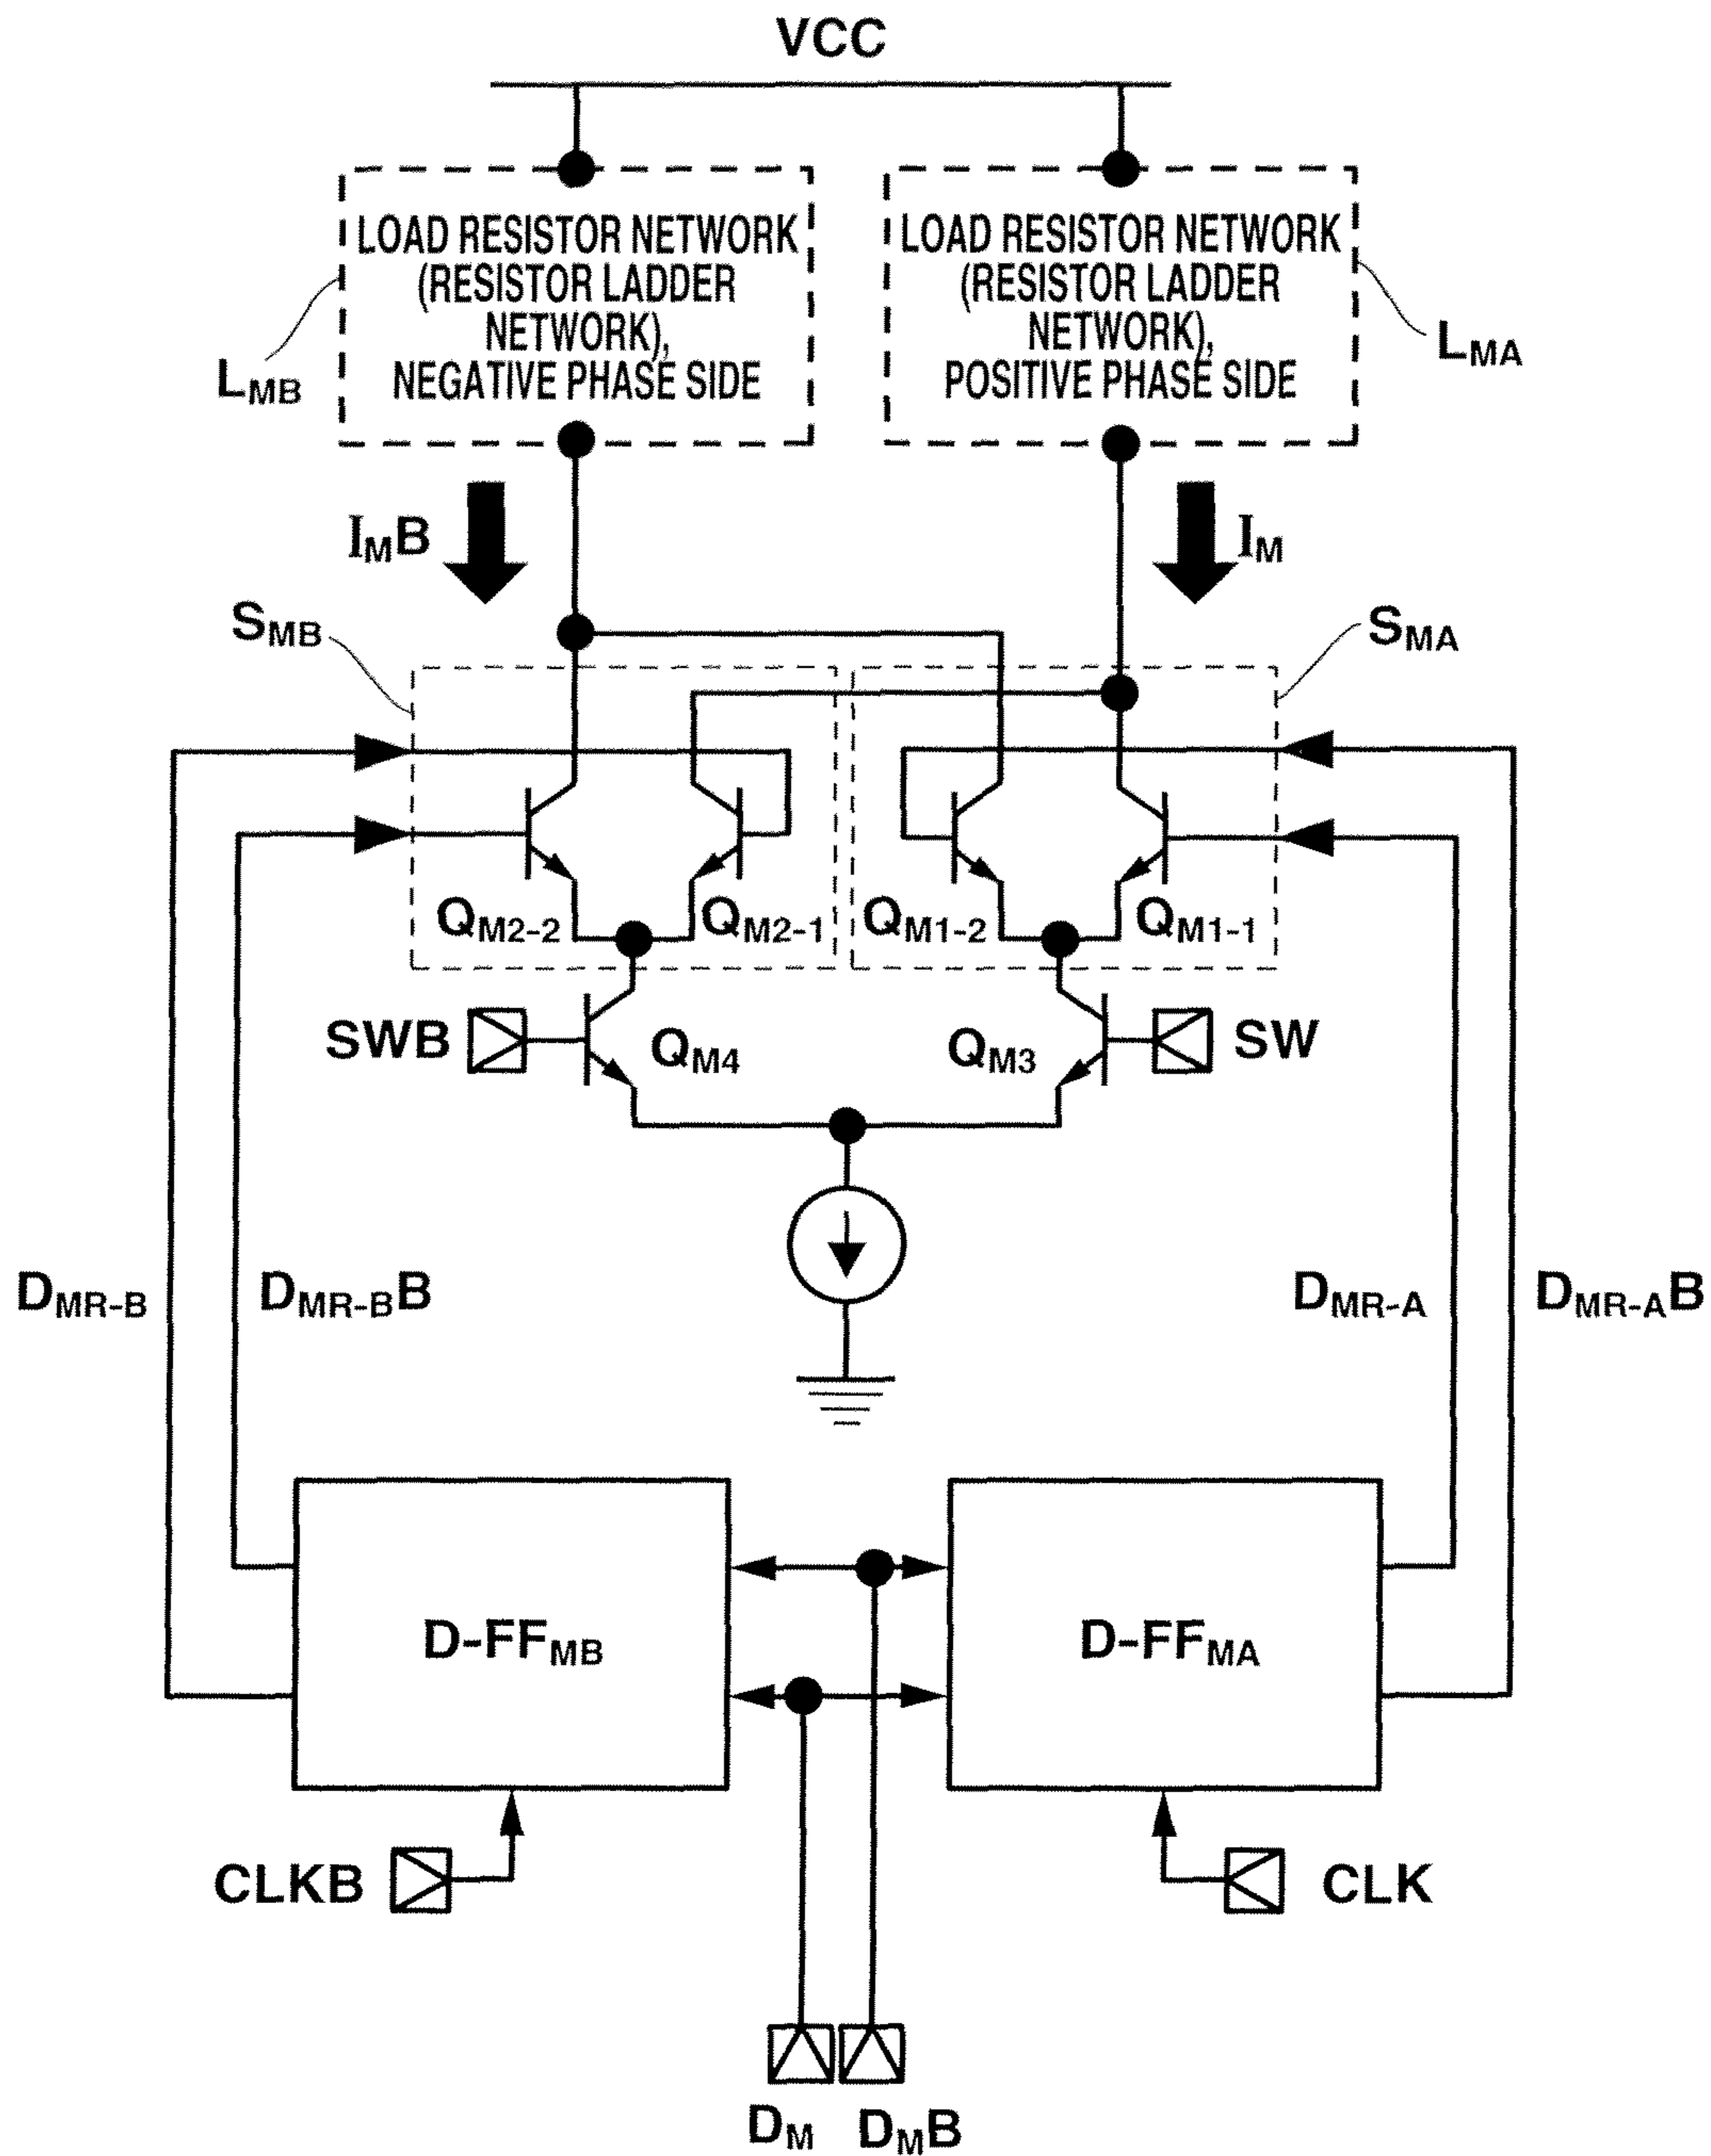 VCC
LOAD RESISTOR NETWORK
(RESISTOR LADDER
NETWORK),
NEGATIVE PHASE SIDE
LOAD RESISTOR NETWORK
(RESISTOR LADDER
NETWORK),
POSITIVE PHASE SIDE
LMB
LMA
IMB
IM
SMB
SMA
QM2-2
QM2-1
QM1-2
QM1-1
SWB
QM4
QM3
SW
DMR-B
DMR-BB
DMR-A
DMR-AB
D-FFMB
D-FFMA
CLKB
CLK
DM
DMB